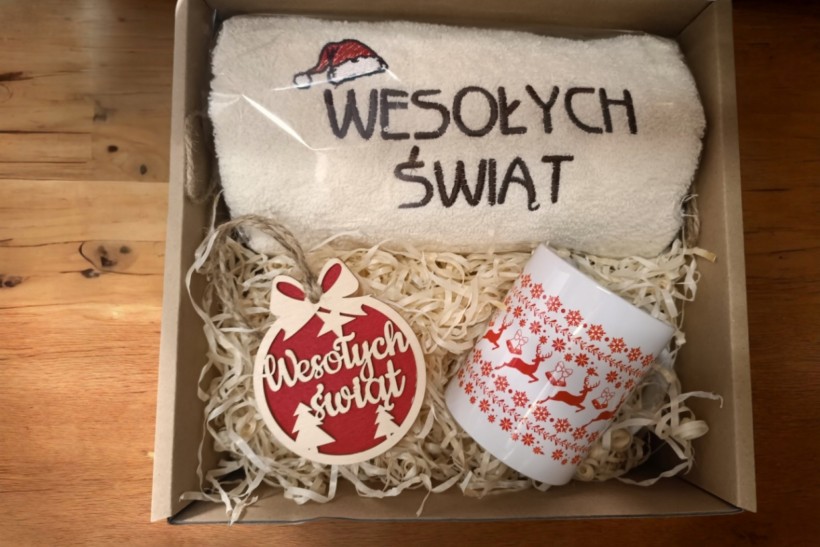 WESOŁYCH
ŚWIĄT
Wesołych
świąt